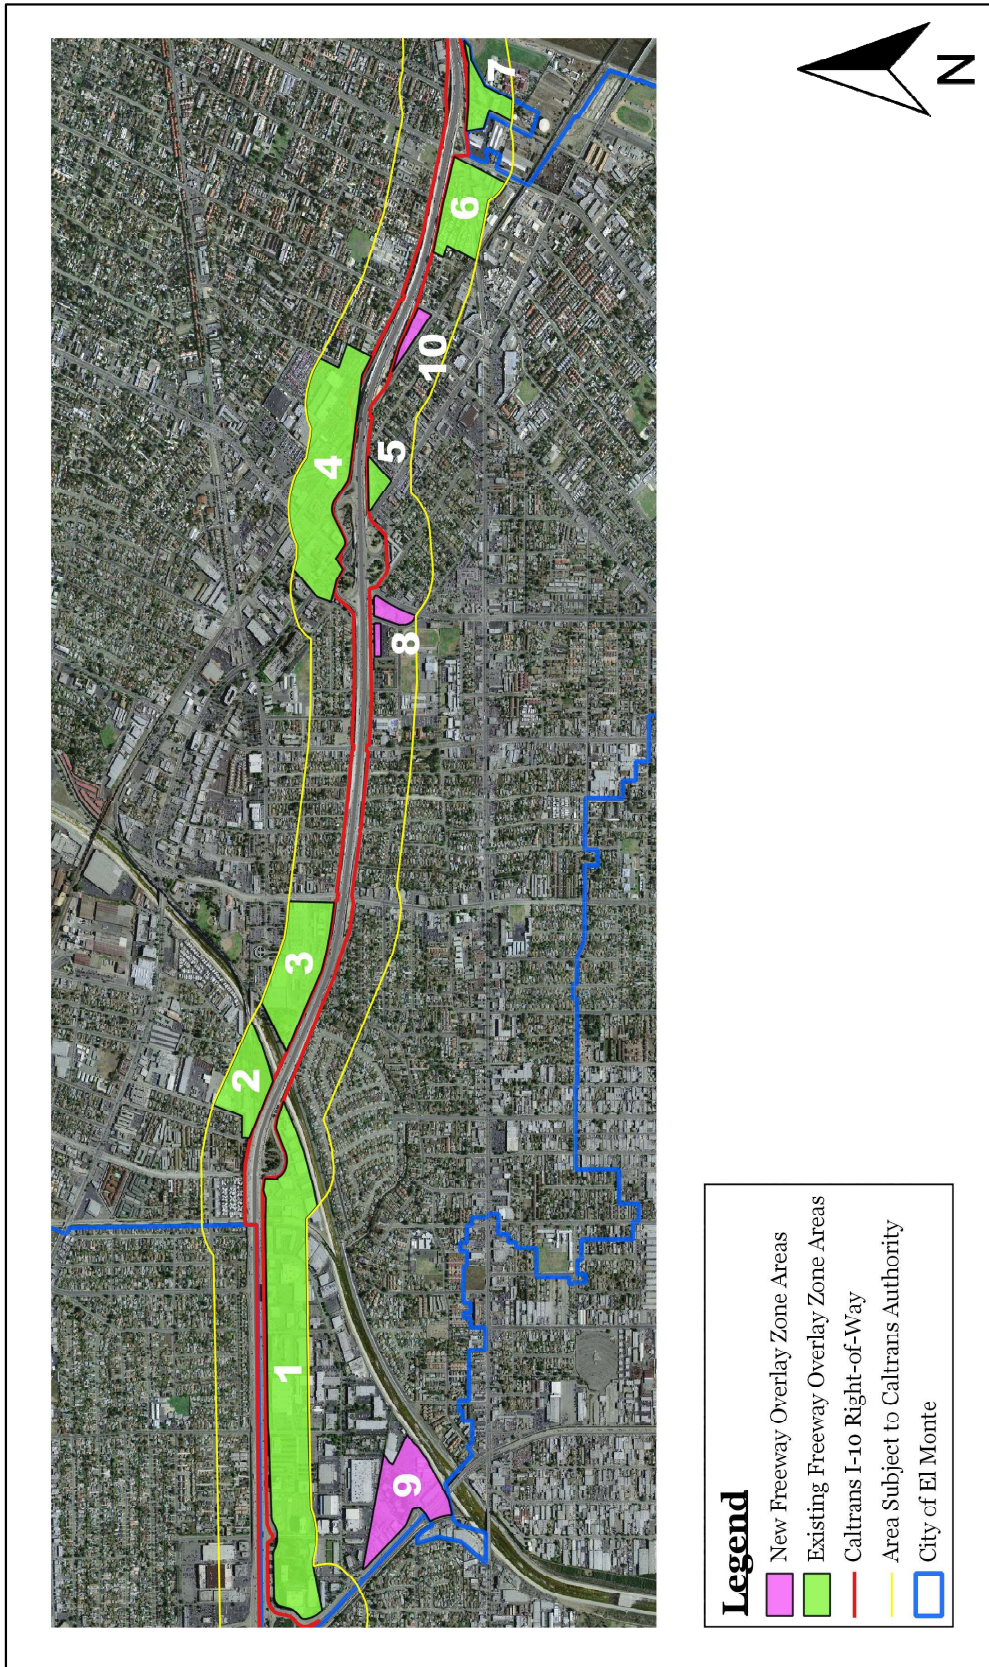 1
2
3
4
5
6
7
8
9
10
N
Legend
New Freeway Overlay Zone Areas
Existing Freeway Overlay Zone Areas
Caltrans I-10 Right-of-Way
Area Subject to Caltrans Authority
City of El Monte